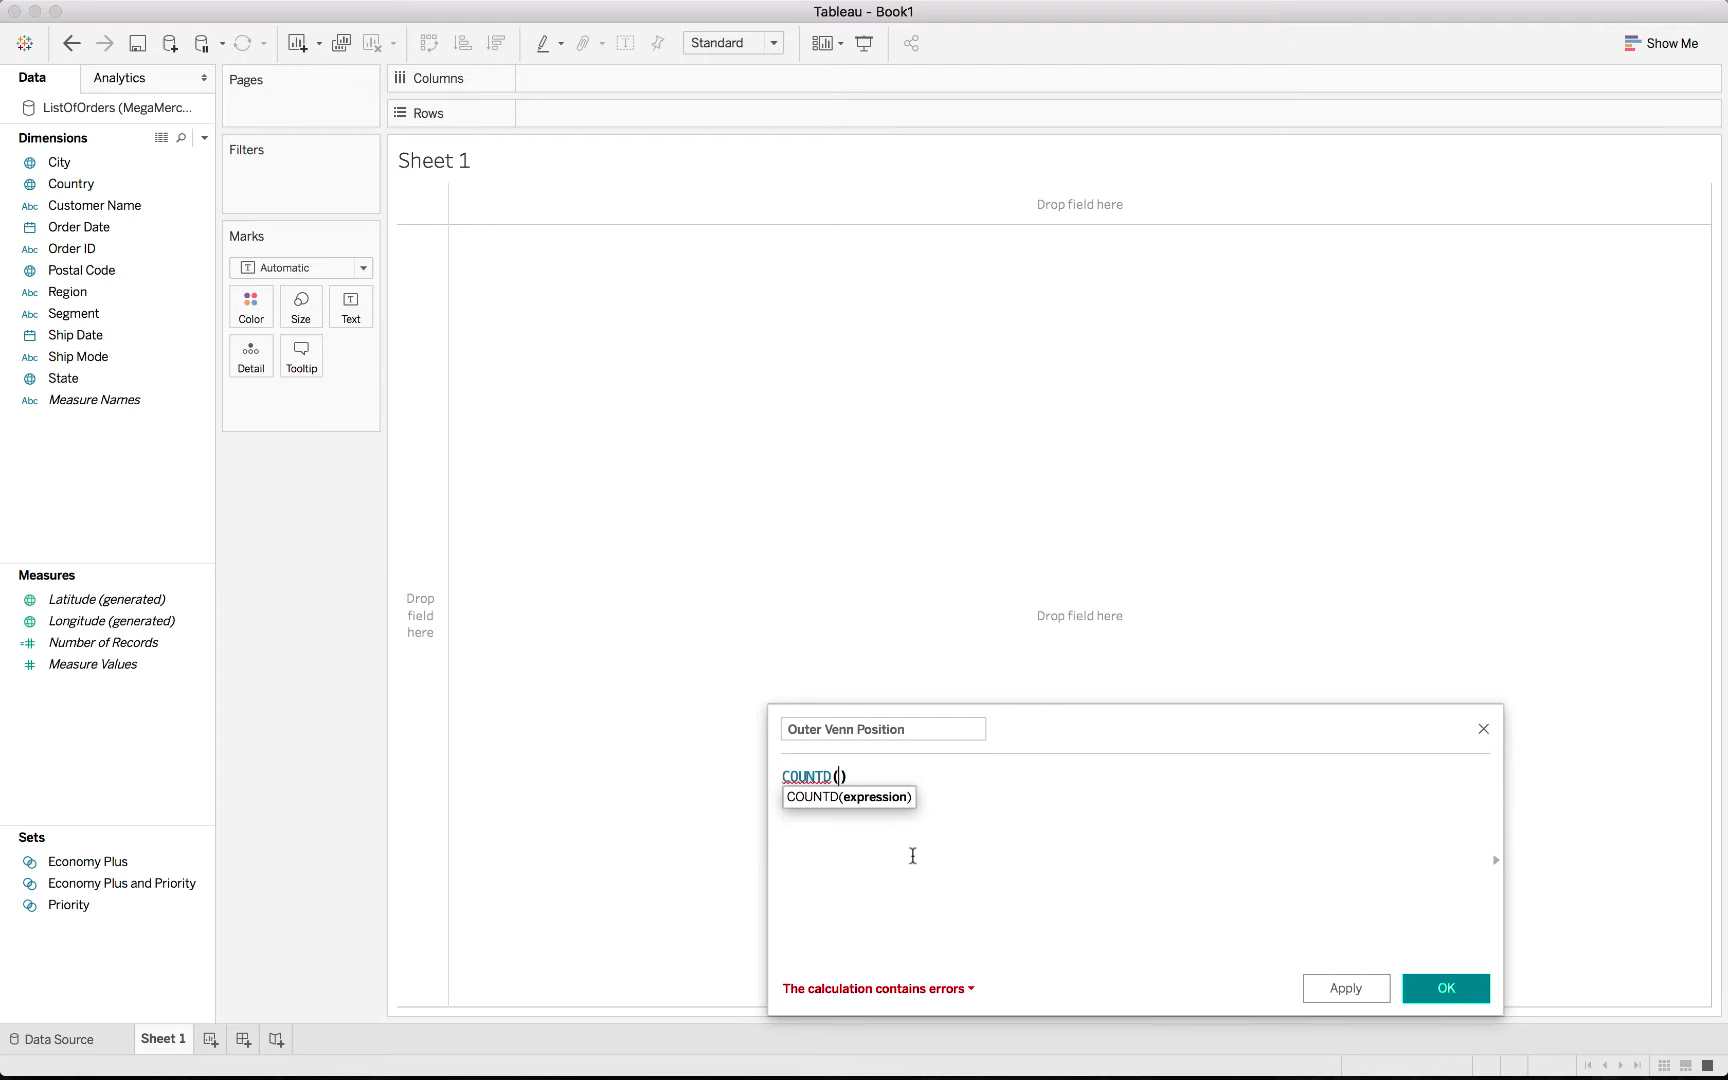 Tableau - Book1
Standard
Show Me
Data
Analytics
Pages
Columns
ListOfOrders (MegaMerc...
Rows
Dimensions
Filters
Sheet 1
City
Country
Customer Name
Abc
Drop field here
Order Date
Marks
Order ID
Abc
Postal Code
Automatic
Region
Abc
Segment
Abc
Color
Size
Text
Ship Date
Ship Mode
Abc
Detail
Tooltip
State
Measure Names
Abc
Measures
Latitude (generated)
Longitude (generated)
Number of Records
Measure Values
Drop
field
here
Drop field here
Outer Venn Position
COUNTD()
COUNTD(expression)
Sets
Economy Plus
Economy Plus and Priority
Priority
The calculation contains errors
Apply
OK
Data Source
Sheet 1